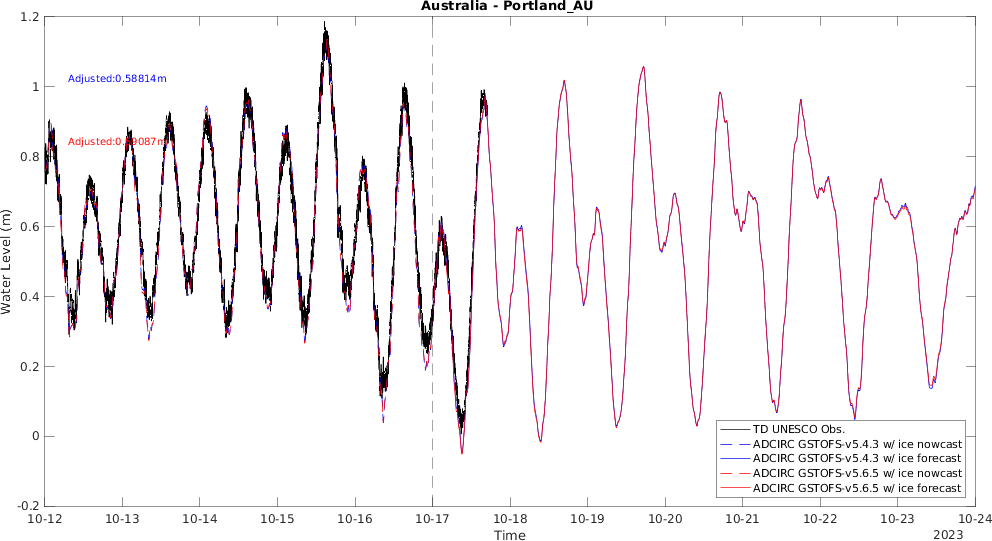 Australia - Portland_AU
1.2
1
0.8
0.6
0.4
0.2
0
-0.2
Water Level (m)
Adjusted:0.58814m
Adjusted:0.59087m
TD UNESCO Obs.
ADCIRC GSTOFS-v5.4.3 w/ ice nowcast
ADCIRC GSTOFS-v5.4.3 w/ ice forecast
ADCIRC GSTOFS-v5.6.5 w/ ice nowcast
ADCIRC GSTOFS-v5.6.5 w/ ice forecast
10-12 10-13 10-14 10-15 10-16 10-17 10-18 10-19 10-20 10-21 10-22 10-23 10-24
Time
2023